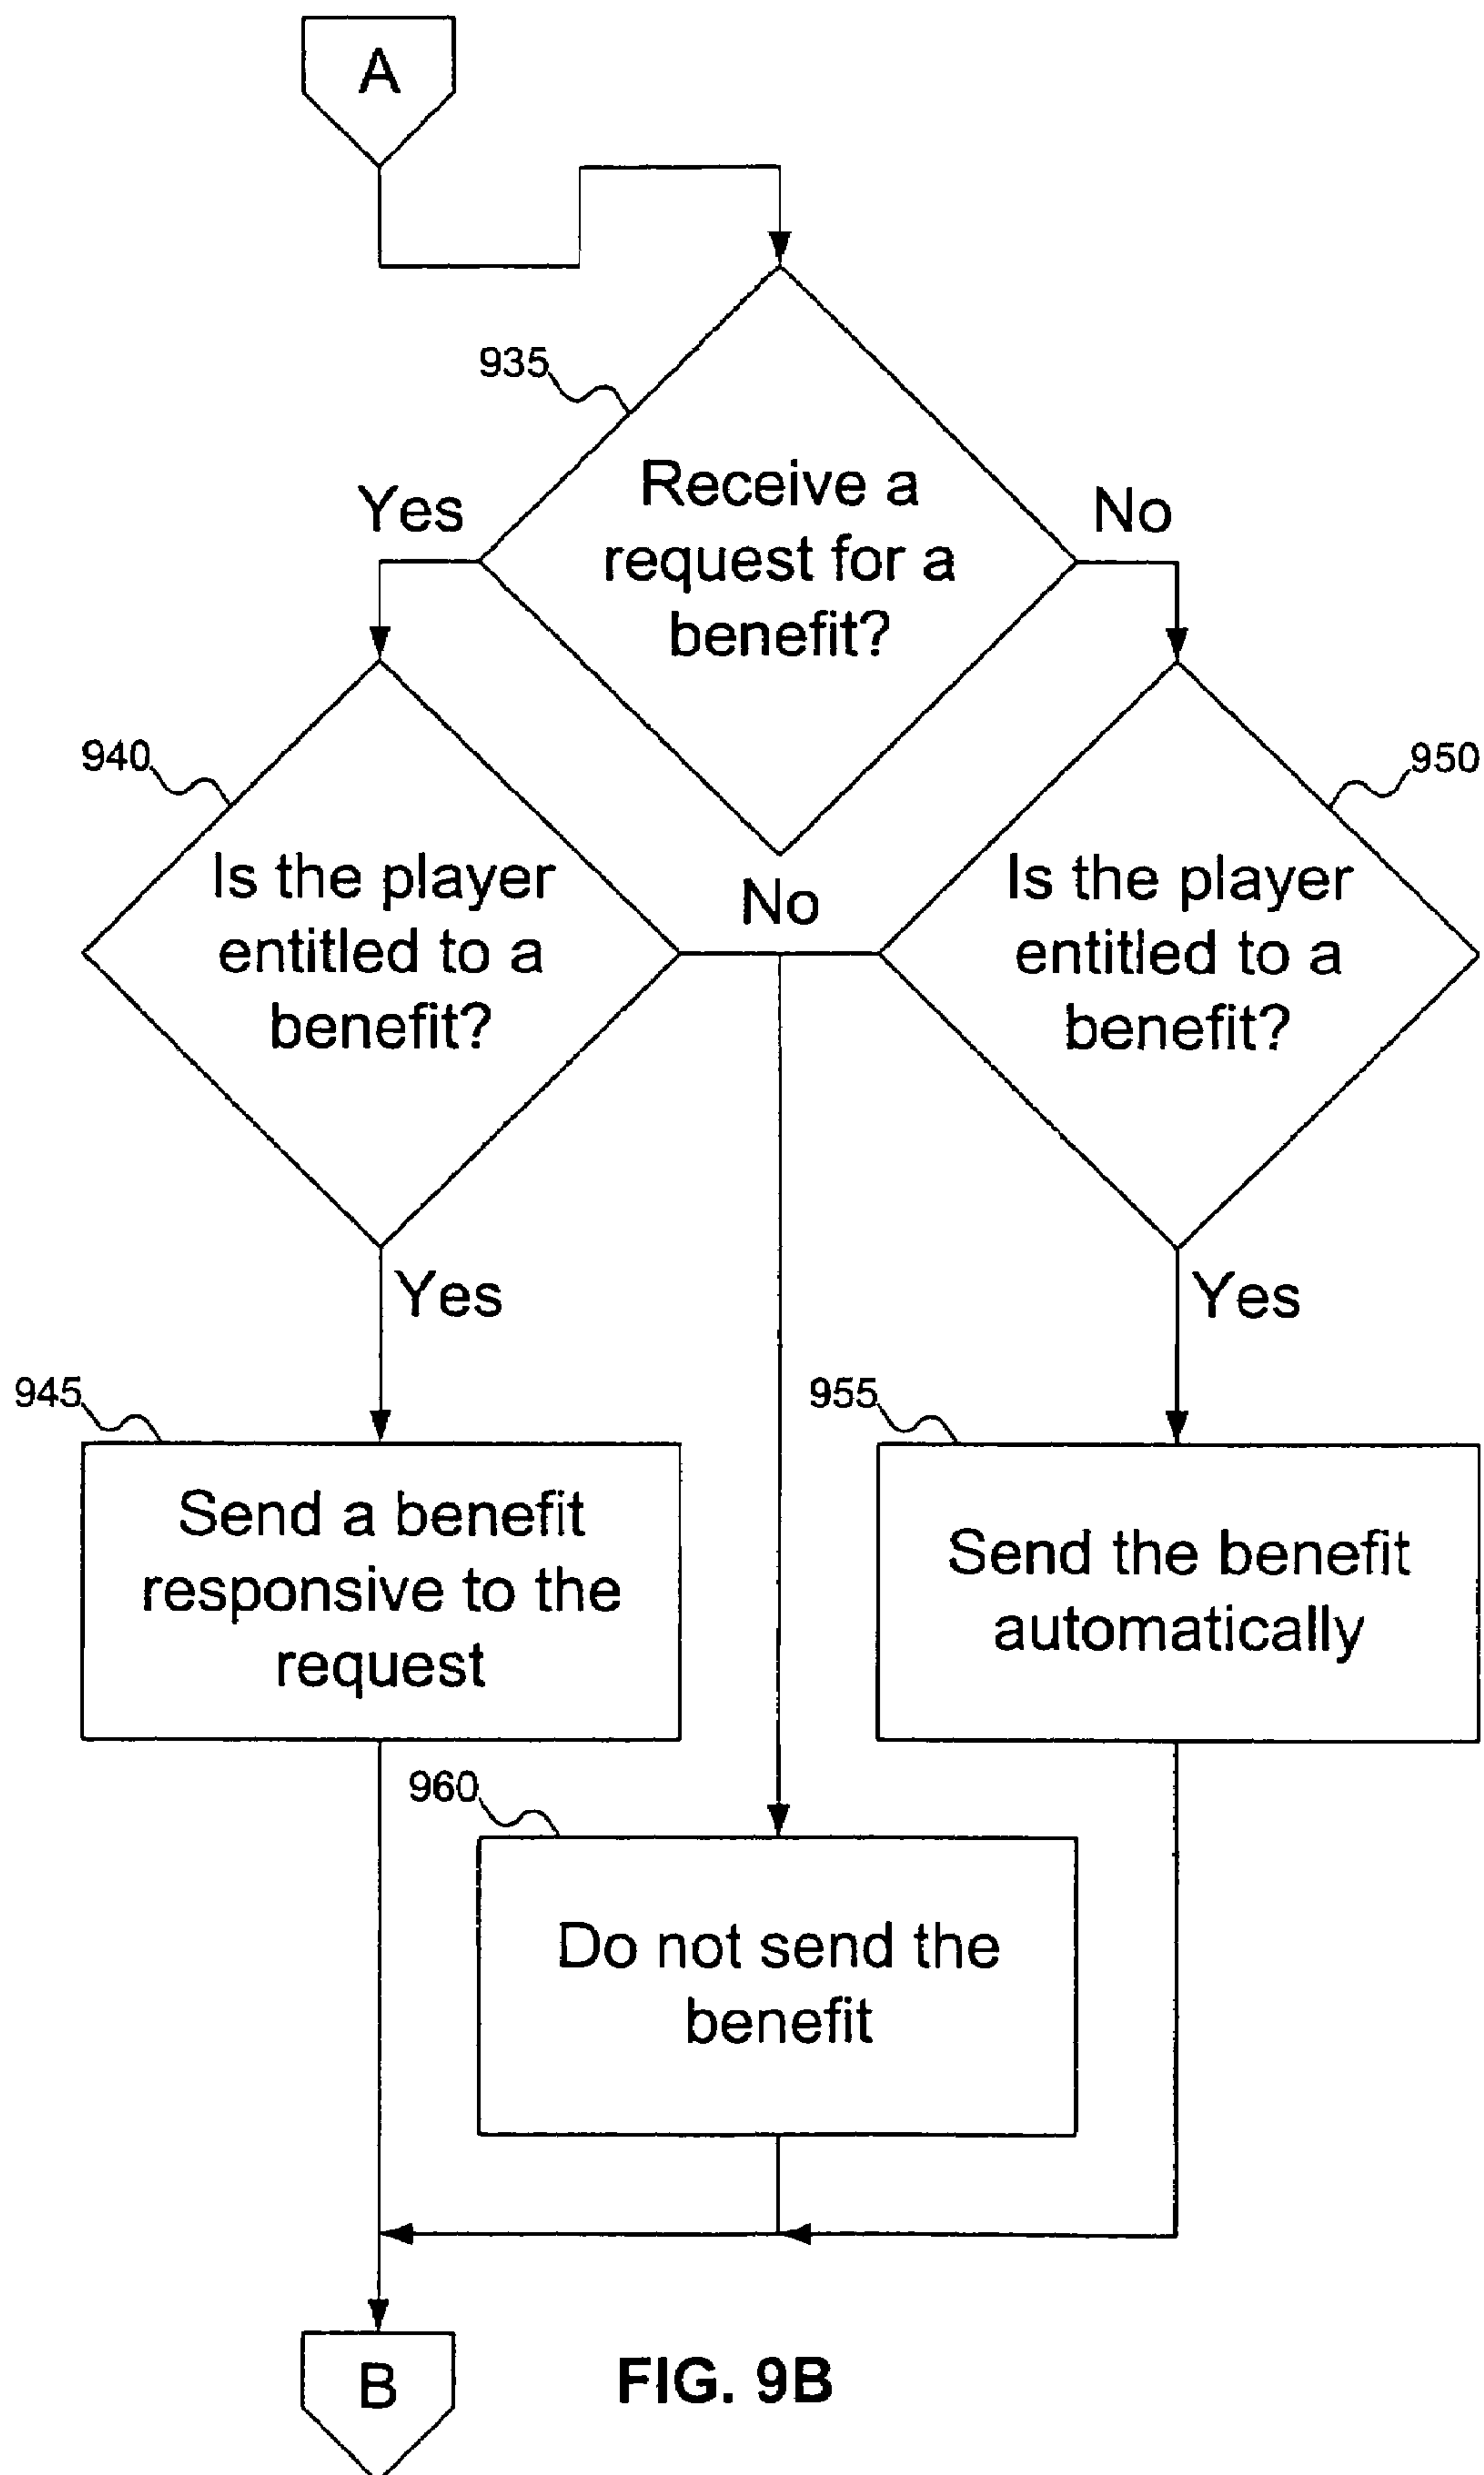 A
935
Yes
Receive a
request for a
benefit?
No
940
Is the player
entitled to a
benefit?
No
950
Is the player
entitled to a
benefit?
Yes
Yes
945
Send a benefit
responsive to the
request
955
Send the benefit
automatically
960
Do not send the
benefit
B
FIG. 9B